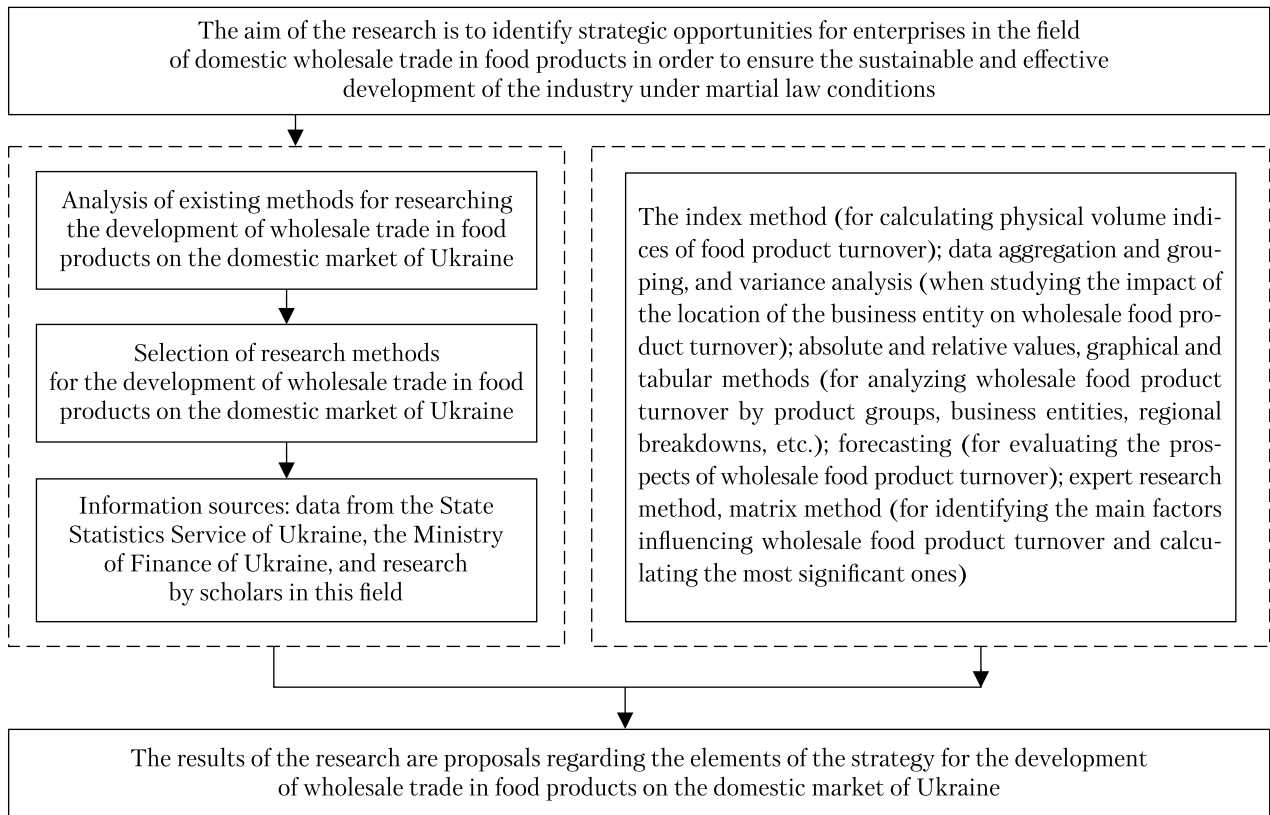 The aim of the research is to identify strategic opportunities for enterprises in the field
of domestic wholesale trade in food products in order to ensure the sustainable and effective
development of the industry under martial law conditions
Analysis of existing methods for researching
the development of wholesale trade in food
products on the domestic market of Ukraine
Selection of research methods
for the development of wholesale trade in food
products on the domestic market of Ukraine
Information sources: data from the State
Statistics Service of Ukraine, the Ministry
of Finance of Ukraine, and research
by scholars in this field
The index method (for calculating physical volume indi-
ces of food product turnover); data aggregation and grou-
ping, and variance analysis (when studying the impact of
the location of the business entity on wholesale food pro-
duct turnover); absolute and relative values, graphical and
tabular methods (for analyzing wholesale food product
turnover by product groups, business entities, regional
breakdowns, etc.); forecasting (for evaluating the pros-
pects of wholesale food product turnover); expert research
method, matrix method (for identifying the main factors
influencing wholesale food product turnover and calcu-
lating the most significant ones)
The results of the research are proposals regarding the elements of the strategy for the development
of wholesale trade in food products on the domestic market of Ukraine